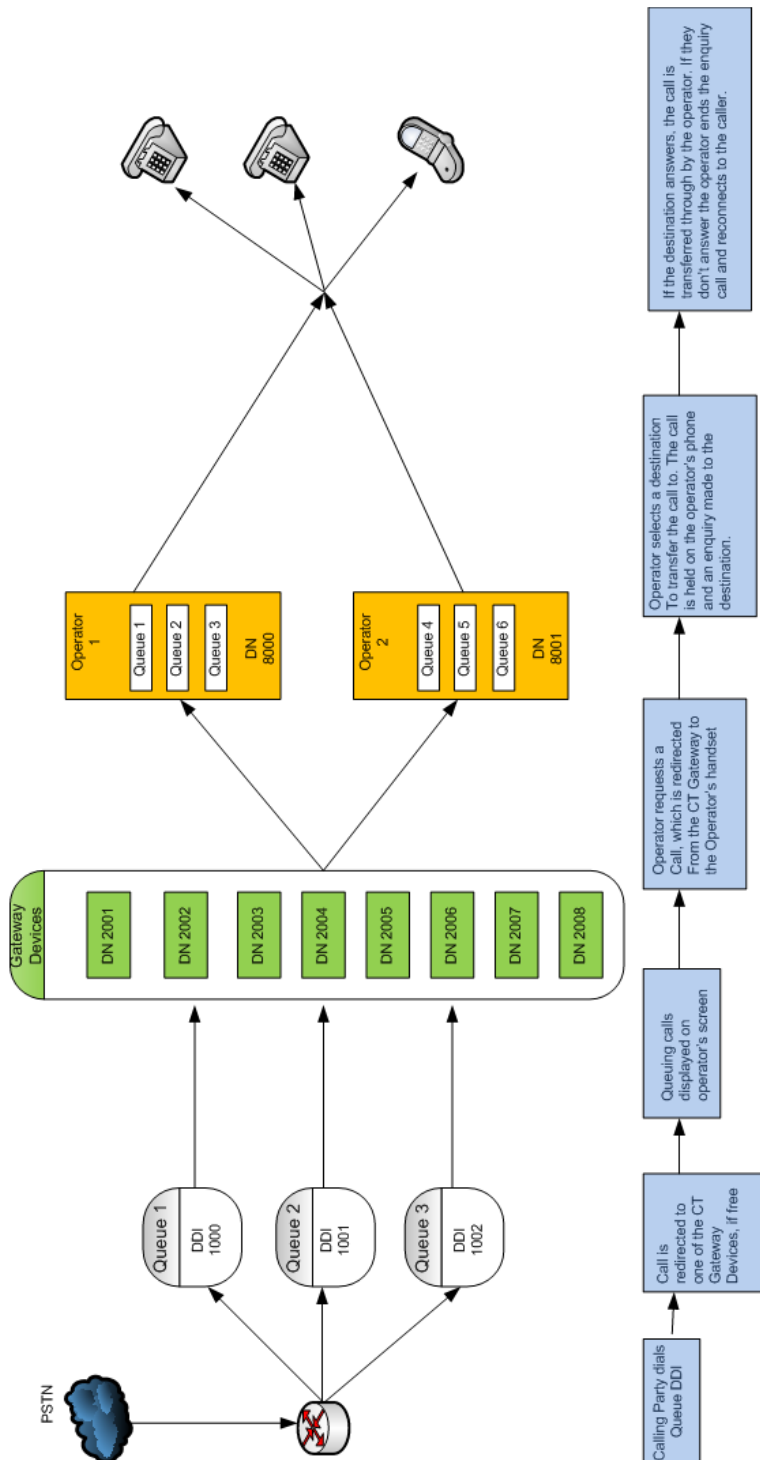 PSTN
Queue 1
DDI
1000
Queue 2
DDI
1001
Queue 3
DDI
1002
Gateway
Devices
DN 2001
DN 2002
DN 2003
DN 2004
DN 2005
DN 2006
DN 2007
DN 2008
Operator
1
Queue 1
Queue 2
Queue 3
DN
8000
Operator
2
Queue 4
Queue 5
Queue 6
DN
8001
Calling Party dials
Queue DDI
Call is
redirected to
one of the CT
Gateway
Devices, if free
Queuing calls
displayed on
operator's screen
Operator requests a
Call, which is redirected
From the CT Gateway to
the Operator's handset
Operator selects a destination
To transfer the call to. The call
is held on the operator's phone
and an enquiry made to the
destination.
If the destination answers, the call is
transferred through by the operator. If they
don't answer the operator ends the enquiry
call and reconnects to the caller.